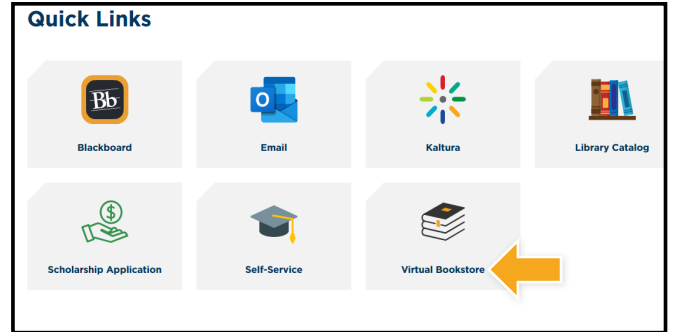 Quick Links
Bb
O
Blackboard
Email
Kaltura
Library Catalog
$
Scholarship Application
Self-Service
Virtual Bookstore